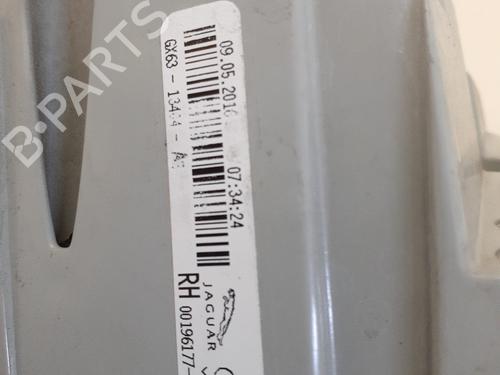 B-PARTS
09.05.2016 07:34:24
GX63 - 13404 - A
RH 00196177-
JAGUAR